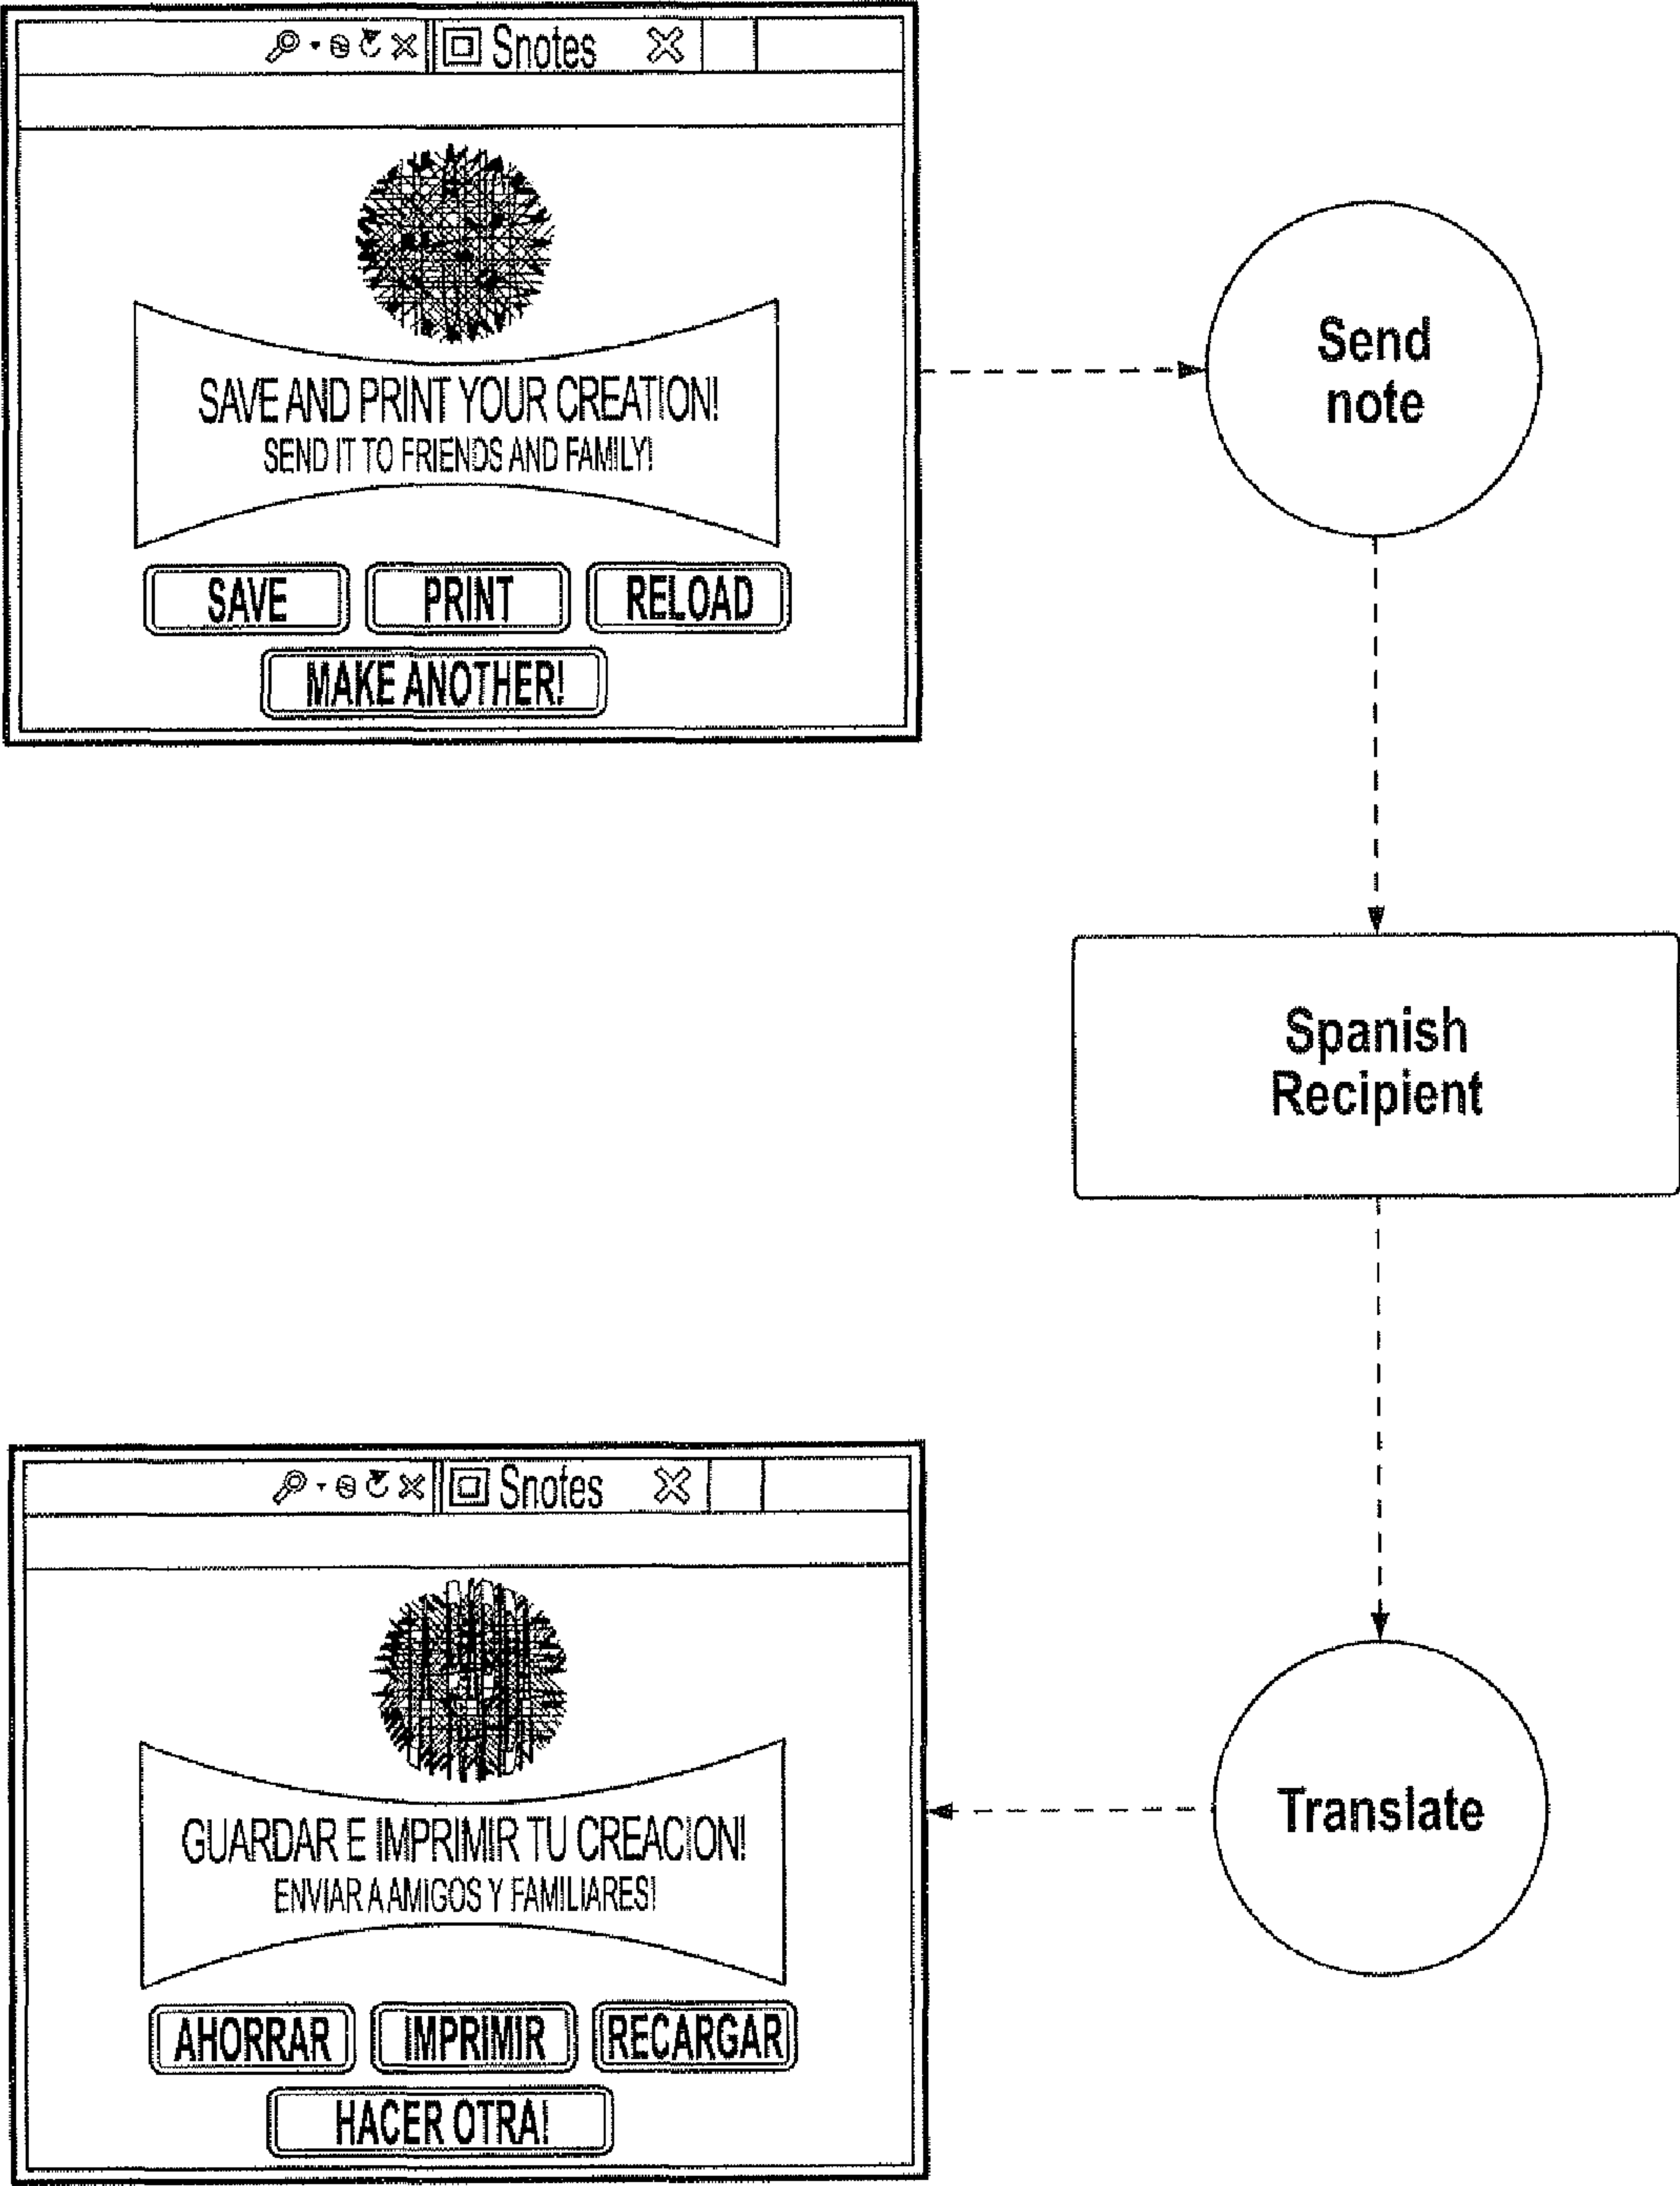 Snotes
SAVE AND PRINT YOUR CREATION!
SEND IT TO FRIENDS AND FAMILY!
SAVE
PRINT
RELOAD
MAKE ANOTHER!
Send
note
Spanish
Recipient
Translate
Snotes
GUARDAR E IMPRIMIR TU CREACION!
ENVIAR A AMIGOS Y FAMILIARES!
AHORRAR
IMPRIMIR
RECARGAR
HACER OTRA!